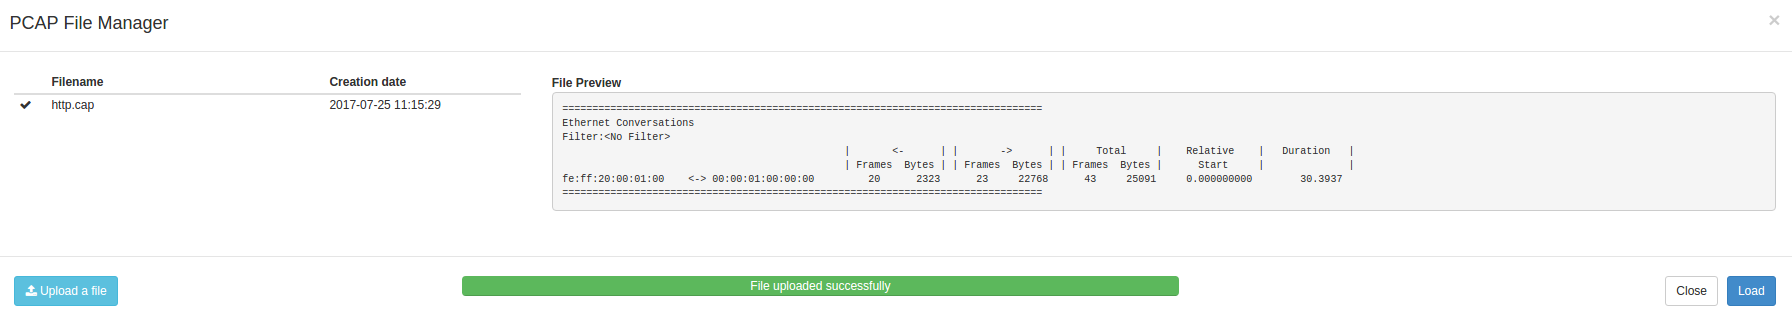 PCAP File Manager
×
Filename Creation date
http.cap 2017-07-25 11:15:29
File Preview
================================================================================
Ethernet Conversations
Filter:<No Filter>
                                               |       <-      | |       ->      | |     Total     |    Relative    |   Duration   |
                                               | Frames  Bytes | | Frames  Bytes | | Frames  Bytes |      Start     |              |
fe:ff:20:00:01:00    <-> 00:00:01:00:00:00         20      2323      23     22768      43     25091     0.000000000        30.3937
================================================================================
Upload a file
File uploaded successfully
Close
Load